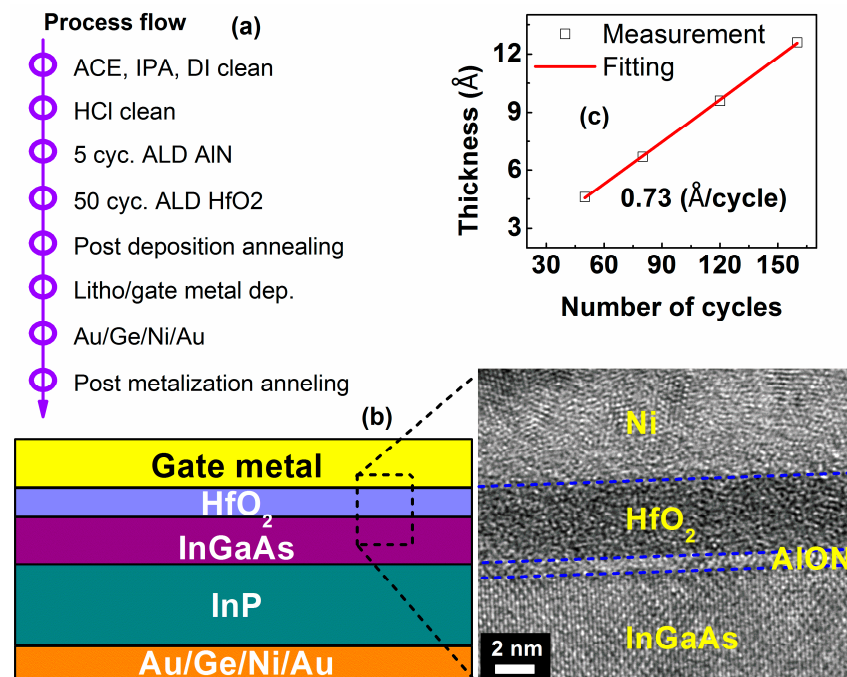 Process flow
(a)
ACE, IPA, DI clean
HCl clean
5 cyc. ALD AlN
50 cyc. ALD HfO2
Post deposition annealing
Litho/gate metal dep.
Au/Ge/Ni/Au
Post metalization anneling
Measurement
Fitting
(c)
0.73 (Å/cycle)
Thickness (Å)
12
9
6
3
30 60 90 120 150
Number of cycles
(b)
Gate metal
HfO2
InGaAs
InP
Au/Ge/Ni/Au
Ni
HfO2
AlON
InGaAs
2 nm